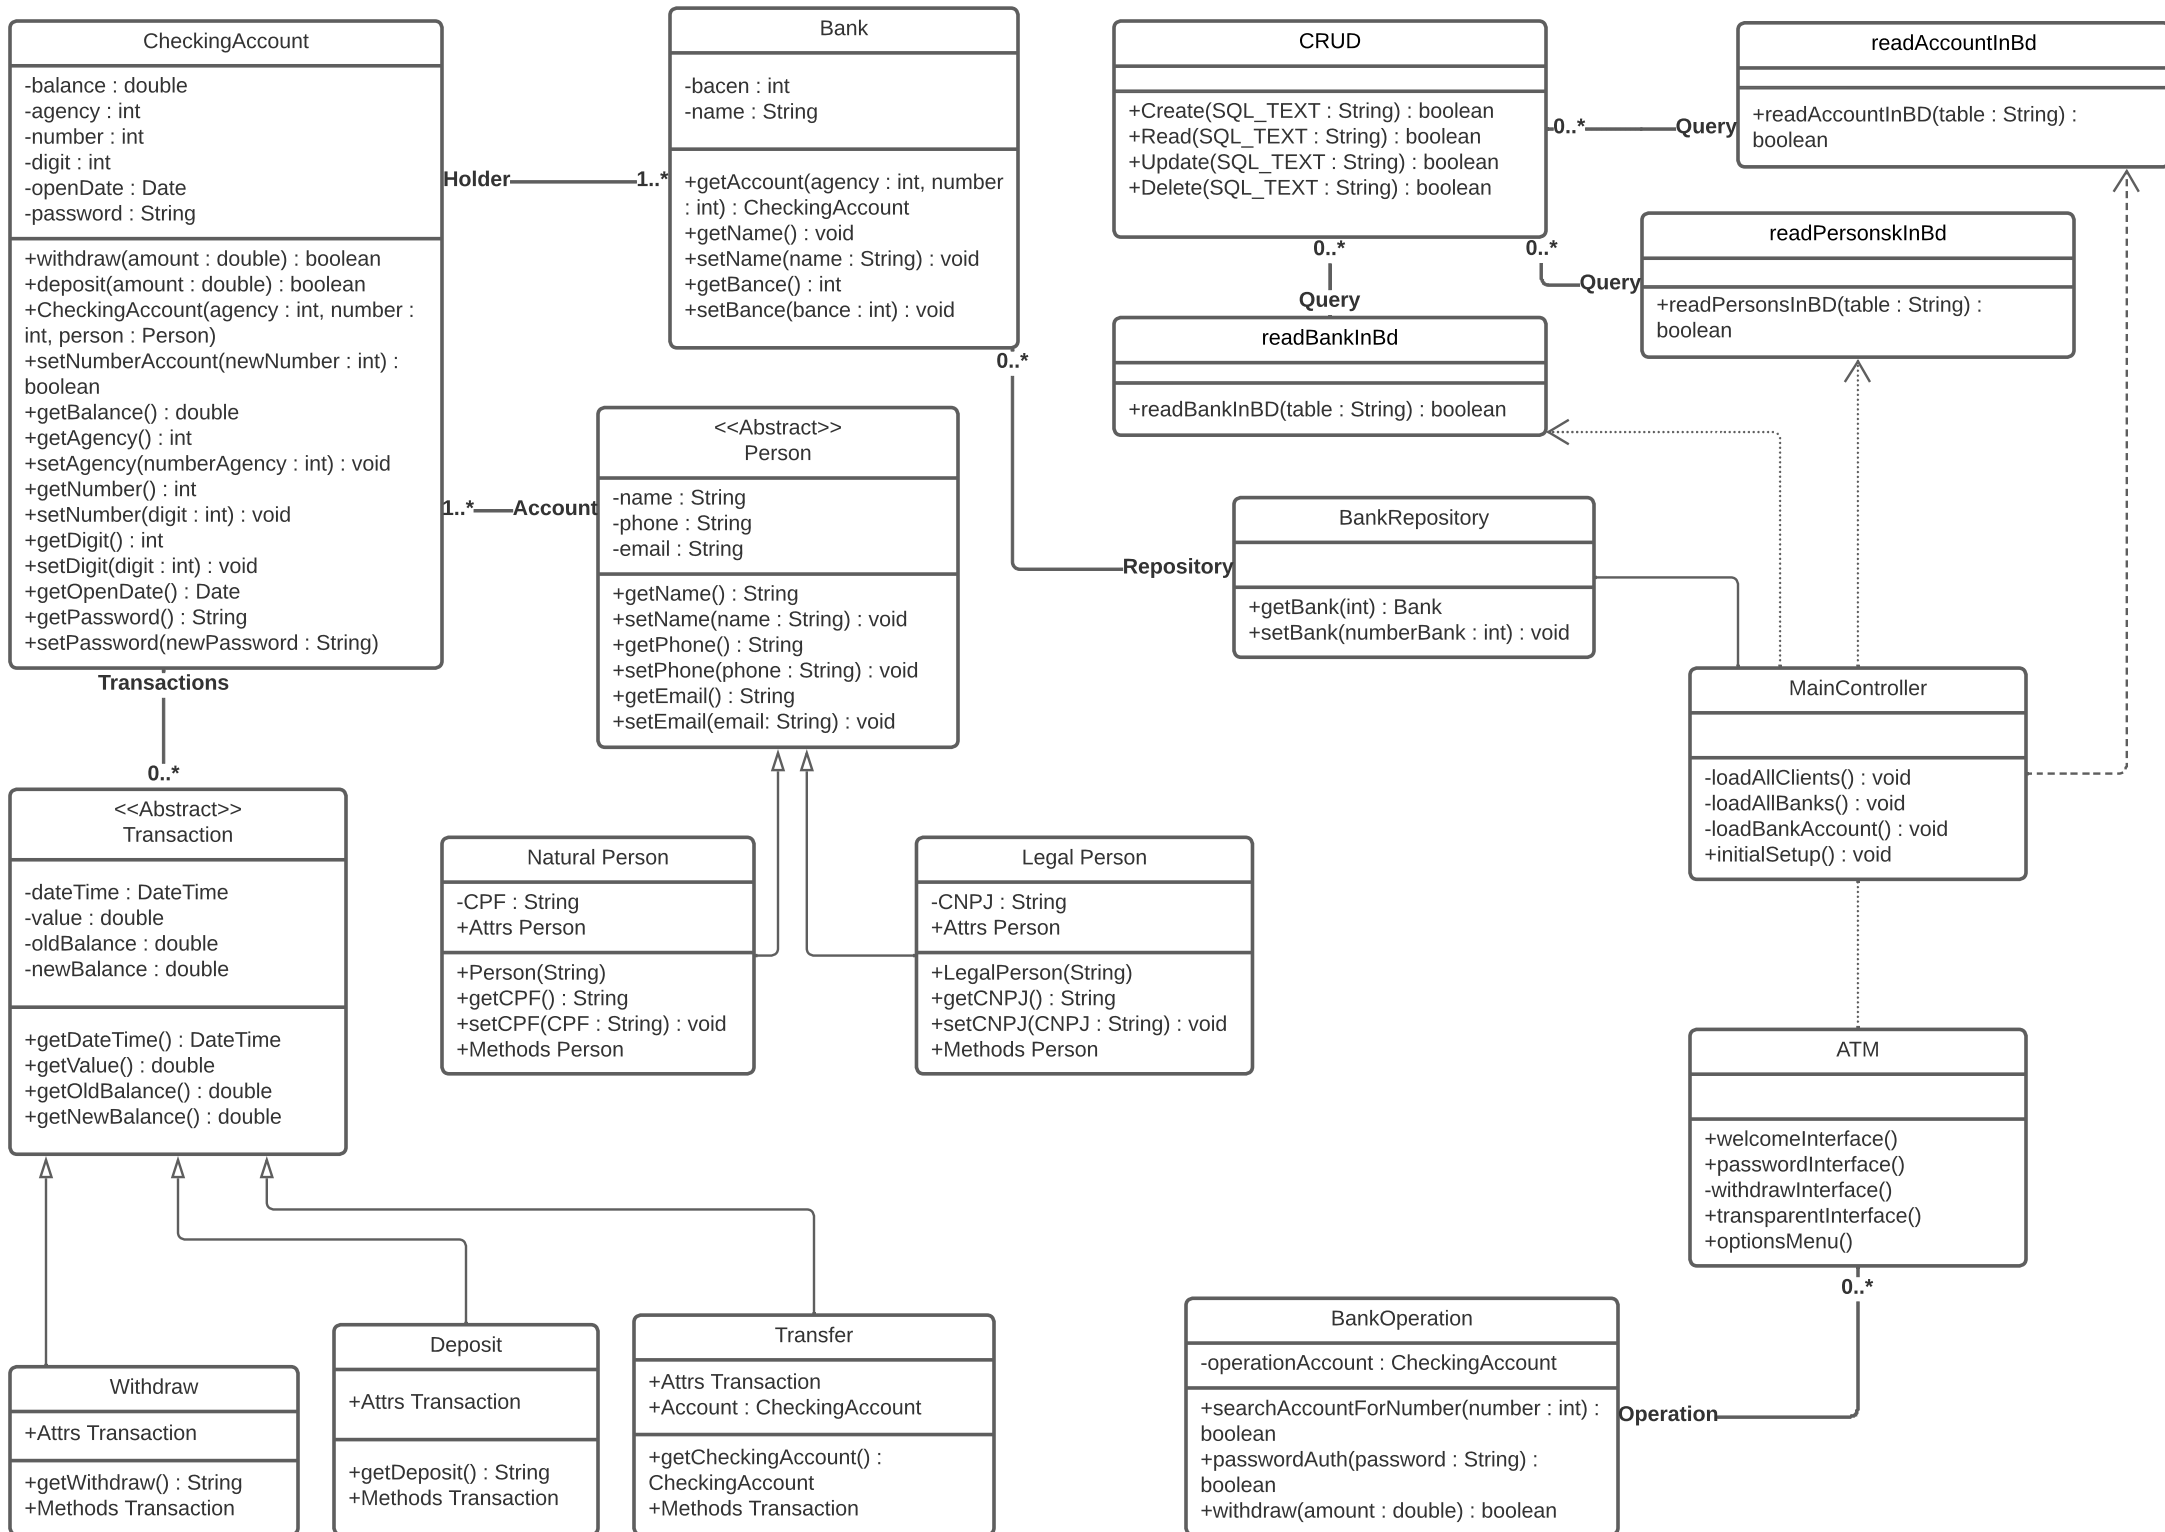 CheckingAccount
-balance : double
-agency : int
-number : int
-digit : int
-openDate : Date
-password : String
+withdraw(amount : double) : boolean
+deposit(amount : double) : boolean
+CheckingAccount(agency : int, number :
int, person : Person)
+setNumberAccount(newNumber : int) :
boolean
+getBalance() : double
+getAgency() : int
+setAgency(numberAgency : int) : void
+getNumber() : int
+setNumber(digit : int) : void
+getDigit() : int
+setDigit(digit : int) : void
+getOpenDate() : Date
+getPassword() : String
+setPassword(newPassword : String)
Holder
1..*
Bank
-bacen : int
-name : String
+getAccount(agency : int, number
: int) : CheckingAccount
+getName() : void
+setName(name : String) : void
+getBance() : int
+setBance(bance : int) : void
0..*
Repository
CRUD
+Create(SQL_TEXT : String) : boolean
+Read(SQL_TEXT : String) : boolean
+Update(SQL_TEXT : String) : boolean
+Delete(SQL_TEXT : String) : boolean
0..*
Query
readAccountInBd
+readAccountInBD(table : String) :
boolean
0..*
Query
readPersonskInBd
+readPersonsInBD(table : String) :
boolean
0..*
Query
readBankInBd
+readBankInBD(table : String) : boolean
1..*
Account
<<Abstract>>
Person
-name : String
-phone : String
-email : String
+getName() : String
+setName(name : String) : void
+getPhone() : String
+setPhone(phone : String) : void
+getEmail() : String
+setEmail(email: String) : void
BankRepository
+getBank(int) : Bank
+setBank(numberBank : int) : void
MainController
-loadAllClients() : void
-loadAllBanks() : void
-loadBankAccount() : void
+initialSetup() : void
Transactions
0..*
<<Abstract>>
Transaction
-dateTime : DateTime
-value : double
-oldBalance : double
-newBalance : double
+getDateTime() : DateTime
+getValue() : double
+getOldBalance() : double
+getNewBalance() : double
Natural Person
-CPF : String
+Attrs Person
+Person(String)
+getCPF() : String
+setCPF(CPF : String) : void
+Methods Person
Legal Person
-CNPJ : String
+Attrs Person
+LegalPerson(String)
+getCNPJ() : String
+setCNPJ(CNPJ : String) : void
+Methods Person
ATM
+welcomeInterface()
+passwordInterface()
-withdrawInterface()
+transparentInterface()
+optionsMenu()
0..*
Operation
Withdraw
+Attrs Transaction
+getWithdraw() : String
+Methods Transaction
Deposit
+Attrs Transaction
+getDeposit() : String
+Methods Transaction
Transfer
+Attrs Transaction
+Account : CheckingAccount
+getCheckingAccount() :
CheckingAccount
+Methods Transaction
BankOperation
-operationAccount : CheckingAccount
+searchAccountForNumber(number : int) :
boolean
+passwordAuth(password : String) :
boolean
+withdraw(amount : double) : boolean